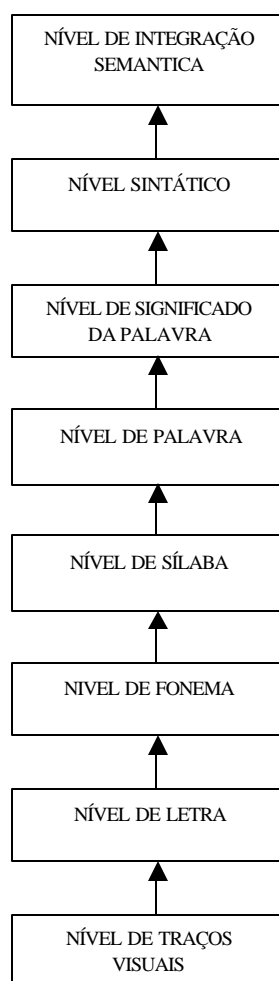 NÍVEL DE INTEGRAÇÃO
SEMANTICA
NÍVEL SINTÁTICO
NÍVEL DE SIGNIFICADO
DA PALAVRA
NÍVEL DE PALAVRA
NÍVEL DE SÍLABA
NIVEL DE FONEMA
NÍVEL DE LETRA
NÍVEL DE TRAÇOS
VISUAIS